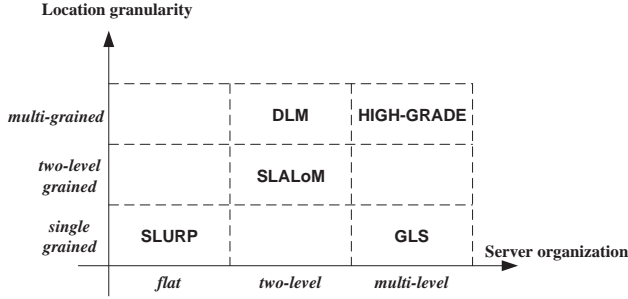 Location granularity
multi-grained
DLM
HIGH-GRADE
two-level
grained
SLALoM
single
grained
SLURP
GLS
Server organization
flat
two-level
multi-level